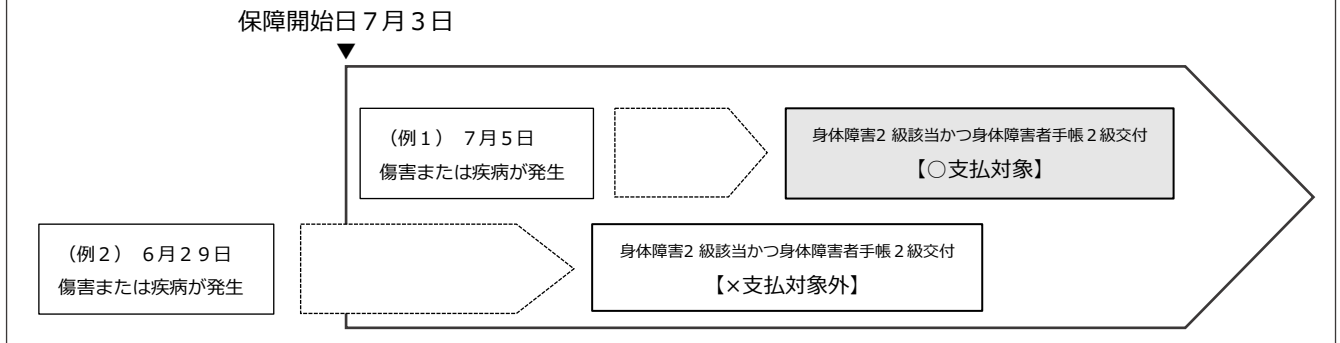 保障開始日７月３日
▼
（例１） ７月５日
傷害または疾病が発生
身体障害2 級該当かつ身体障害者手帳２級交付
【○支払対象】
（例２） ６月２９日
傷害または疾病が発生
身体障害2 級該当かつ身体障害者手帳２級交付
【×支払対象外】